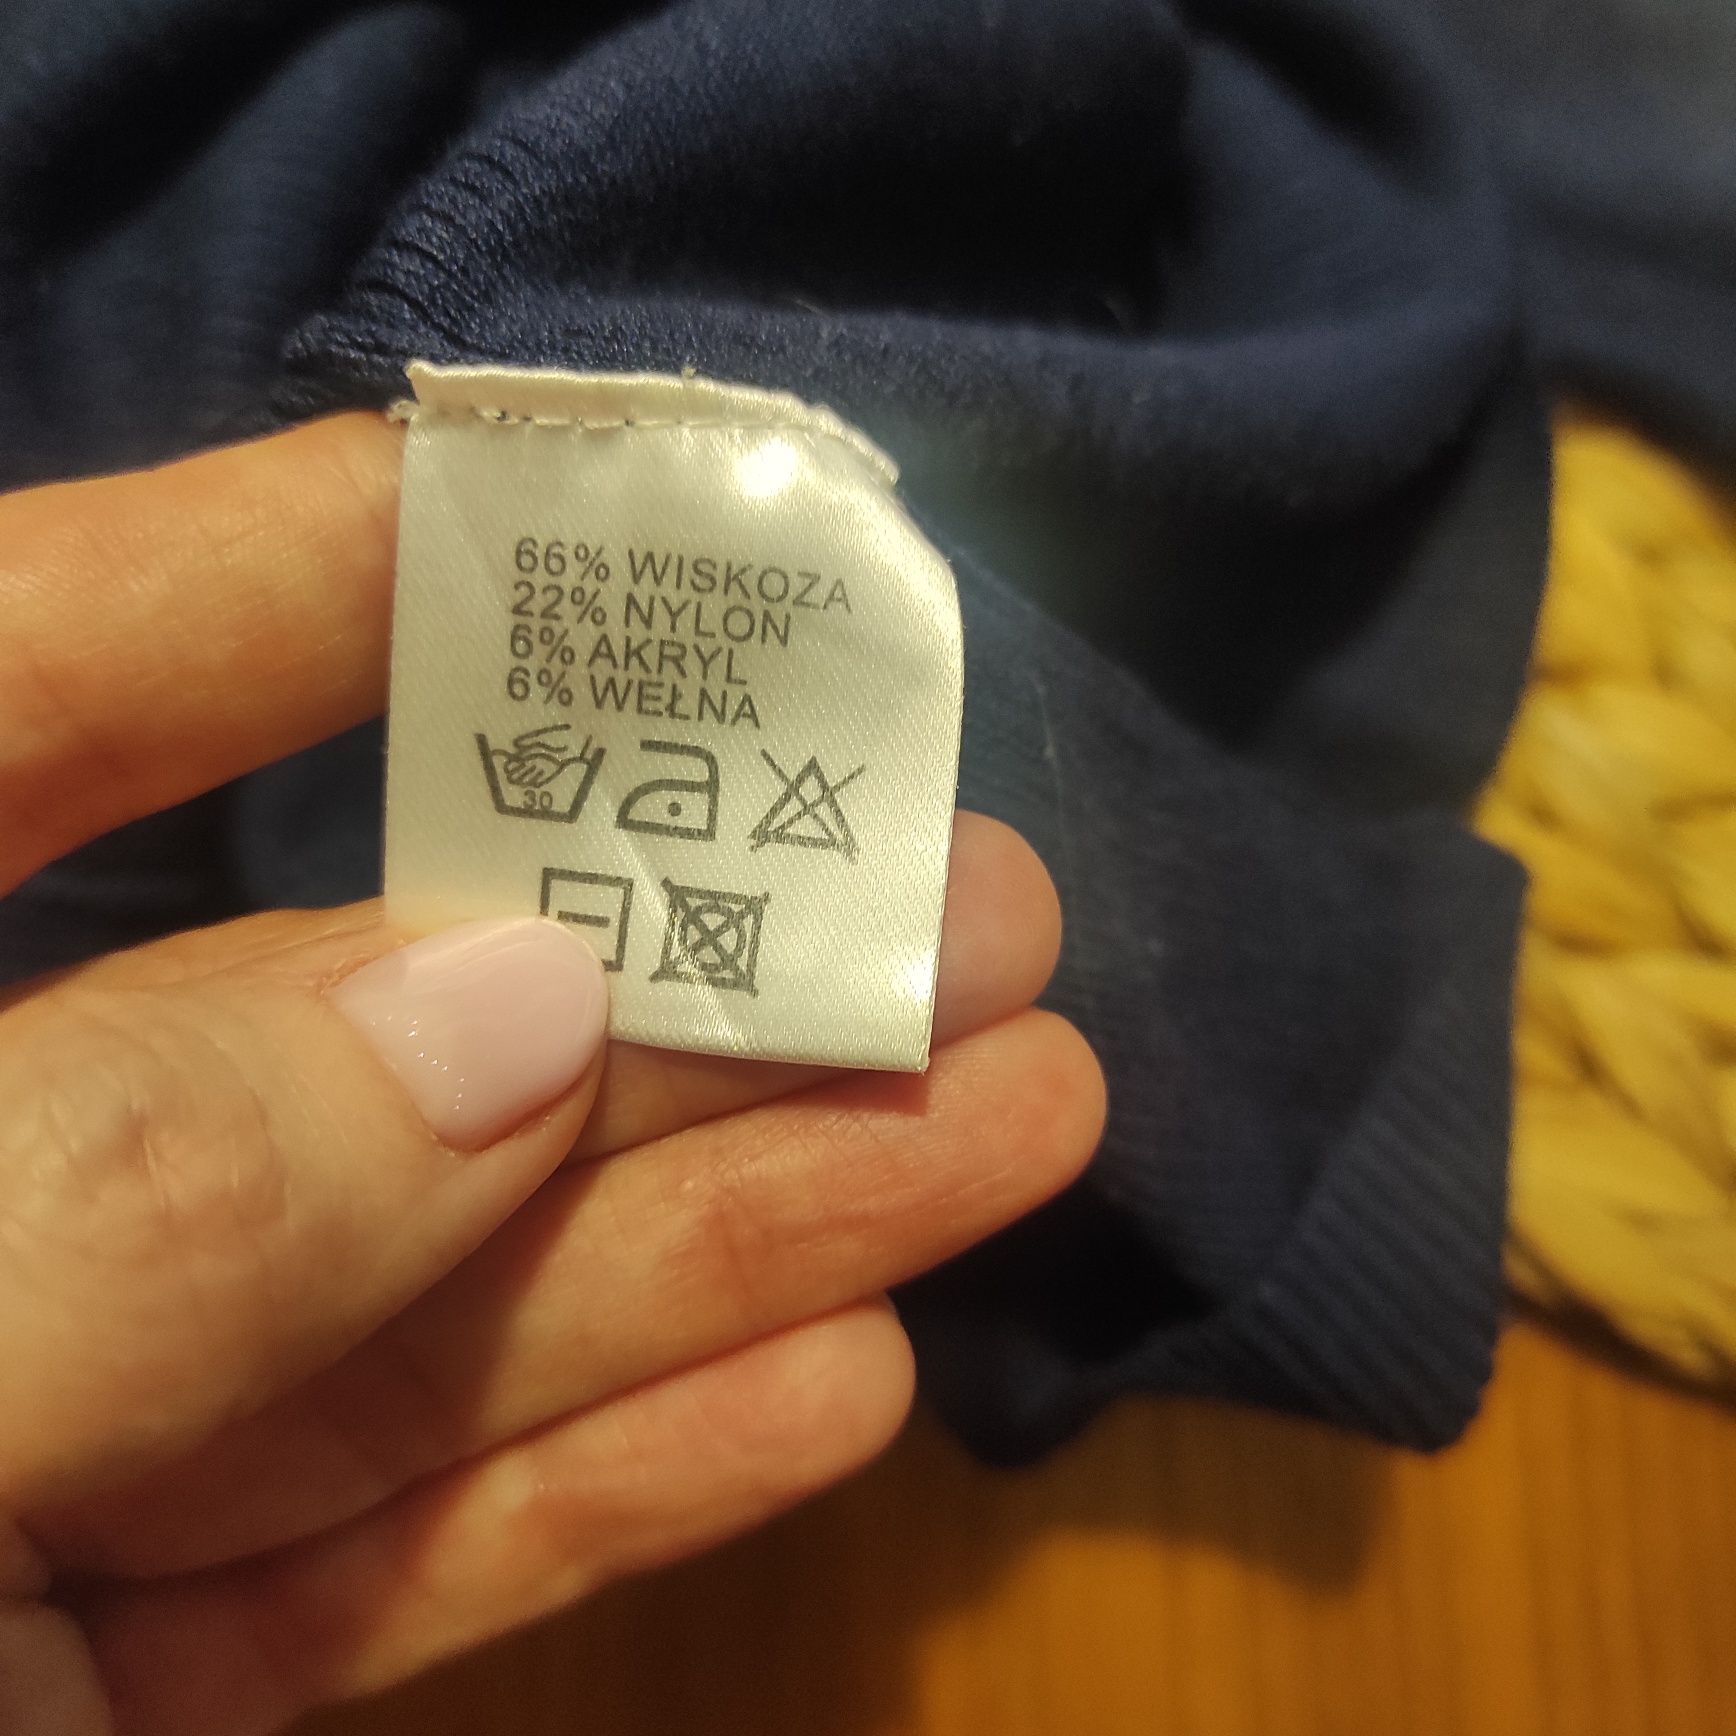 66% WISKOZA
22% NYLON
6% AKRYL
6% WEŁNA
30